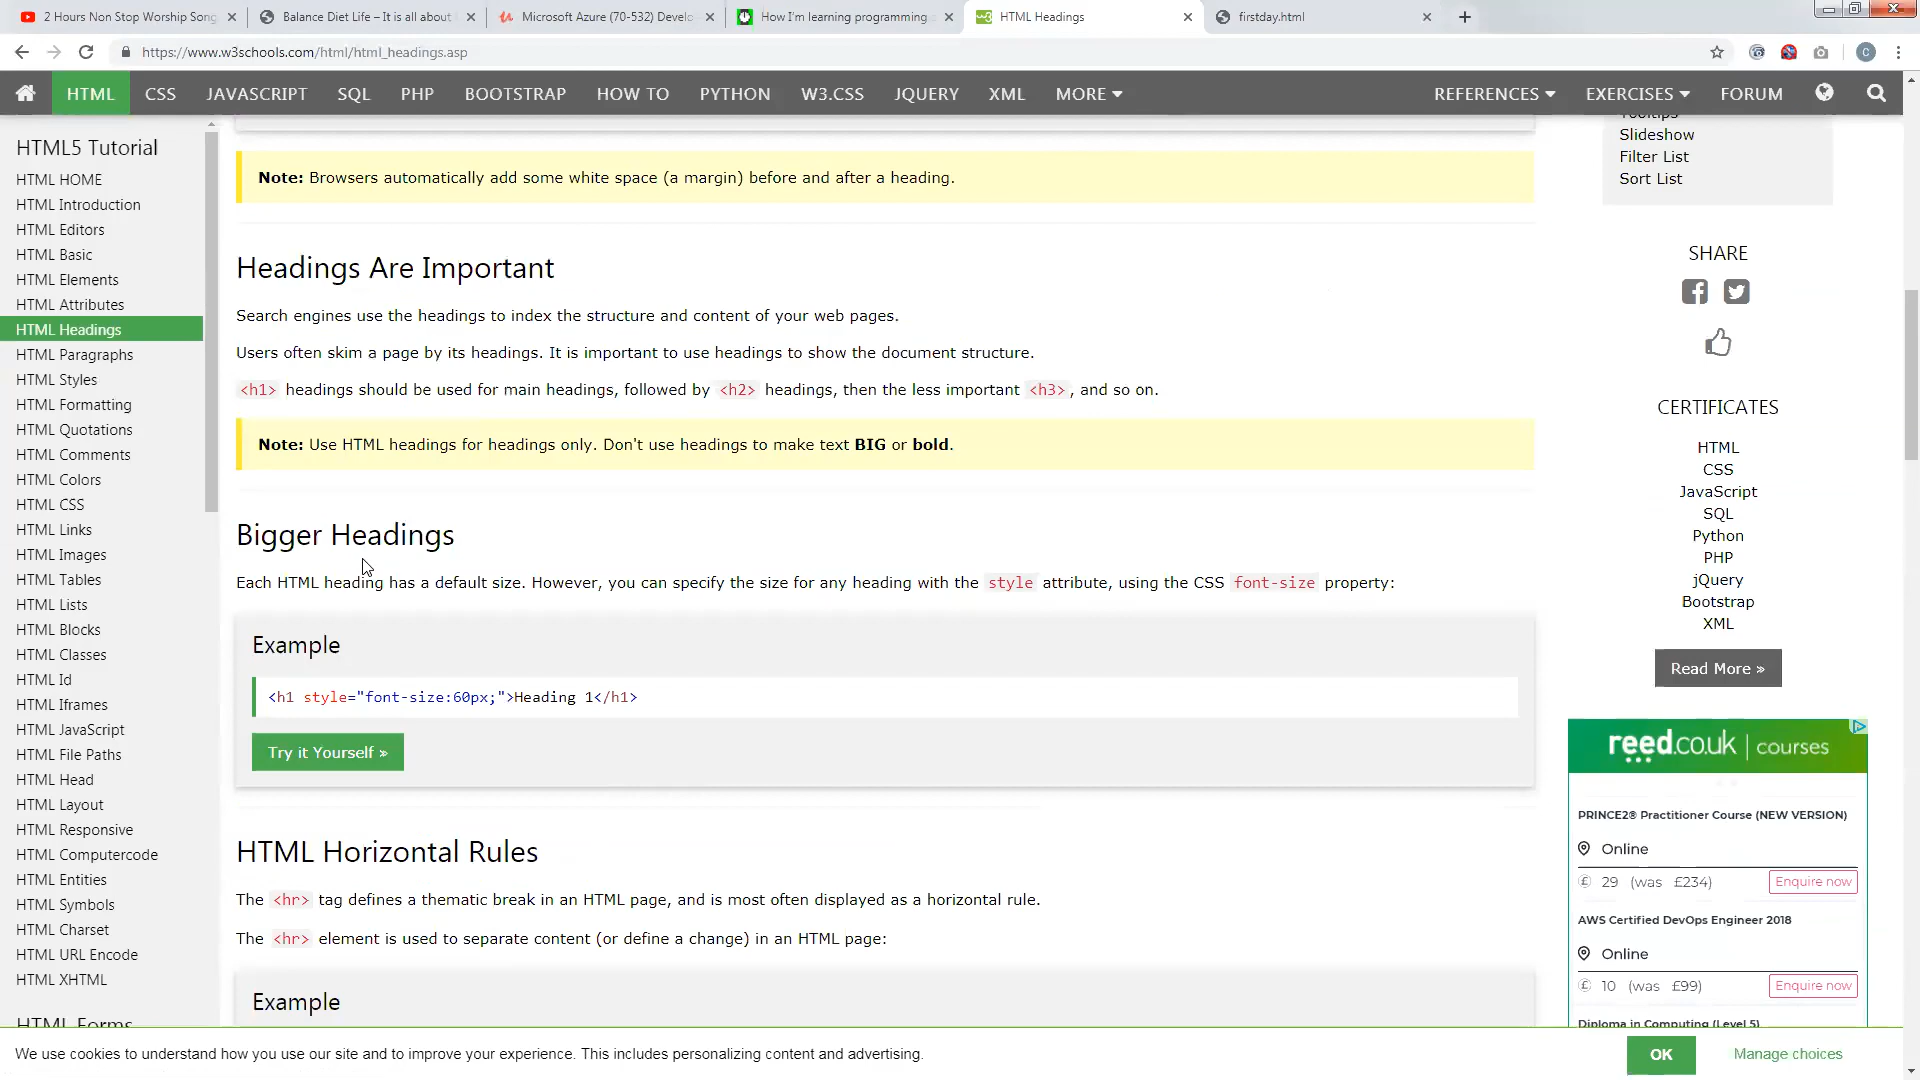 2 Hours Non Stop Worship Song
Balance Diet Life – It is all about
Microsoft Azure (70-532) Develo
How I'm learning programming
HTML Headings
firstday.html
https://www.w3schools.com/html/html_headings.asp
C
HTML
CSS
JAVASCRIPT
SQL
PHP
BOOTSTRAP
HOW TO
PYTHON
W3.CSS
JQUERY
XML
MORE
REFERENCES
EXERCISES
FORUM
HTML5 Tutorial
HTML HOME
HTML Introduction
HTML Editors
HTML Basic
HTML Elements
HTML Attributes
HTML Headings
HTML Paragraphs
HTML Styles
HTML Formatting
HTML Quotations
HTML Comments
HTML Colors
HTML CSS
HTML Links
HTML Images
HTML Tables
HTML Lists
HTML Blocks
HTML Classes
HTML Id
HTML Iframes
HTML JavaScript
HTML File Paths
HTML Head
HTML Layout
HTML Responsive
HTML Computercode
HTML Entities
HTML Symbols
HTML Charset
HTML URL Encode
HTML XHTML
HTML Forms
Note: Browsers automatically add some white space (a margin) before and after a heading.
Headings Are Important
Search engines use the headings to index the structure and content of your web pages.
Users often skim a page by its headings. It is important to use headings to show the document structure.
<h1> headings should be used for main headings, followed by <h2> headings, then the less important <h3>, and so on.
Note: Use HTML headings for headings only. Don't use headings to make text BIG or bold.
Bigger Headings
Each HTML heading has a default size. However, you can specify the size for any heading with the style attribute, using the CSS font-size property:
Example
<h1 style="font-size:60px;">Heading 1</h1>
Try it Yourself »
HTML Horizontal Rules
The <hr> tag defines a thematic break in an HTML page, and is most often displayed as a horizontal rule.
The <hr> element is used to separate content (or define a change) in an HTML page:
Example
Tooltips
Slideshow
Filter List
Sort List
SHARE
CERTIFICATES
HTML
CSS
JavaScript
SQL
Python
PHP
jQuery
Bootstrap
XML
Read More »
reed.co.uk | courses
PRINCE2® Practitioner Course (NEW VERSION)
Online
£ 29 (was £234) Enquire now
AWS Certified DevOps Engineer 2018
Online
£ 10 (was £99) Enquire now
Diploma in Computing (Level 5)
We use cookies to understand how you use our site and to improve your experience. This includes personalizing content and advertising.
OK
Manage choices